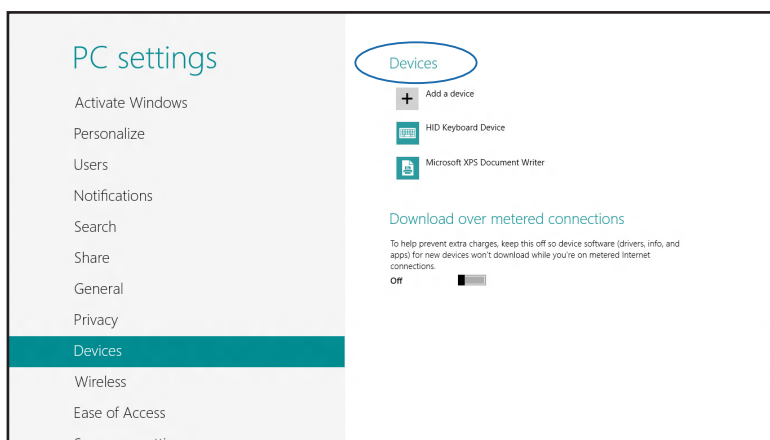 PC settings
Activate Windows
Personalize
Users
Notifications
Search
Share
General
Privacy
Devices
Wireless
Ease of Access
Devices
Add a device
HID Keyboard Device
Microsoft XPS Document Writer
Download over metered connections
To help prevent extra charges, keep this off so device software (drivers, info, and
apps) for new devices won't download while you're on metered Internet
connections.
Off